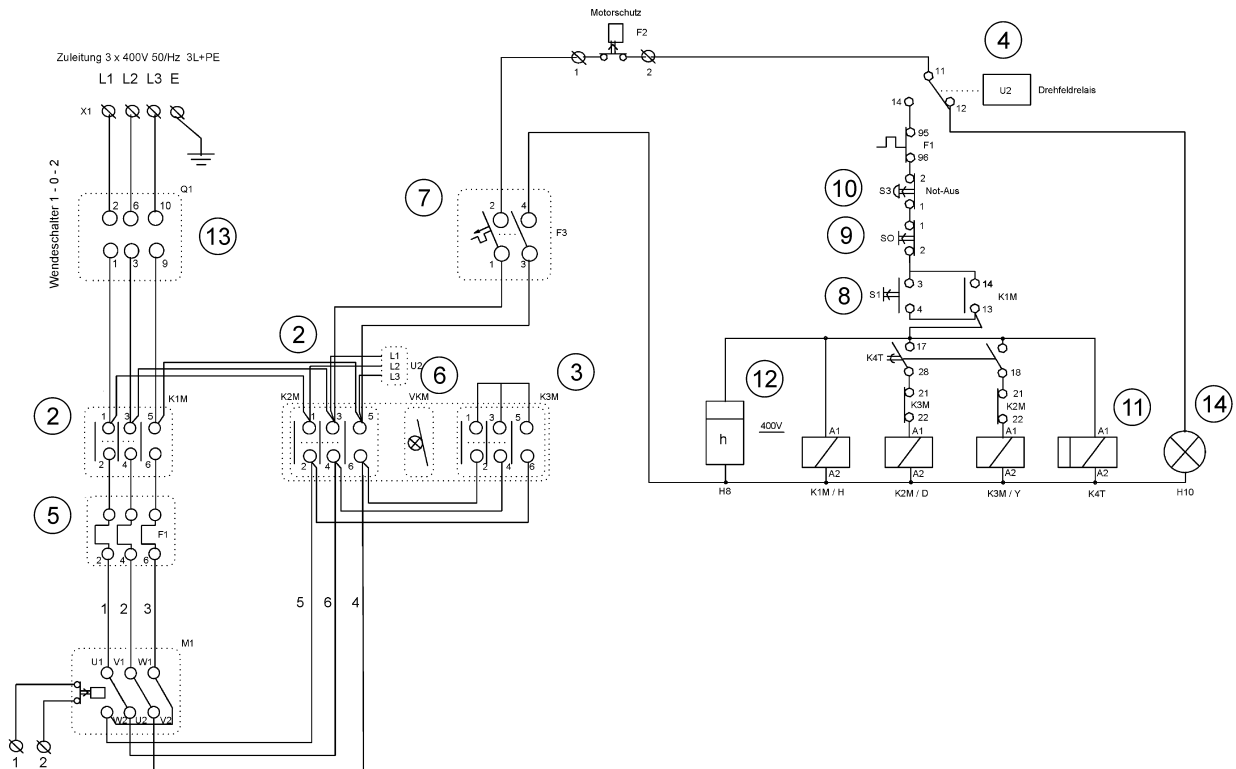 Motorschutz
F2
1
2
4
11
U2
Drehfeldrelais
12
14
95
F1
96
2
10
S3
Not-Aus
1
1
9
SO
2
3
14
8
S1
K1M
4
13
Zuleitung 3 x 400V 50/Hz 3L+PE
L1 L2 L3 E
X1
Wendeschalter 1 - 0 - 2
Q1
2 6 10
13
1 3 9
7
2 4
F3
1 3
2
L1
L2
L3
U2
6
3
K2M
VKM
K3M
1 3 5
1 3 5
2 4 6
2 4 6
2
K1M
1 3 5
2 4 6
5
F1
2 4 6
1 2 3
5 6 4
M1
U1 V1 W1
W2 U2 V2
1 2
K4T
17
28
18
21
K3M
22
21
K2M
22
12
h
400V
11
14
A1
A1
A1
A1
A2
A2
A2
A2
H8
K1M / H
K2M / D
K3M / Y
K4T
H10